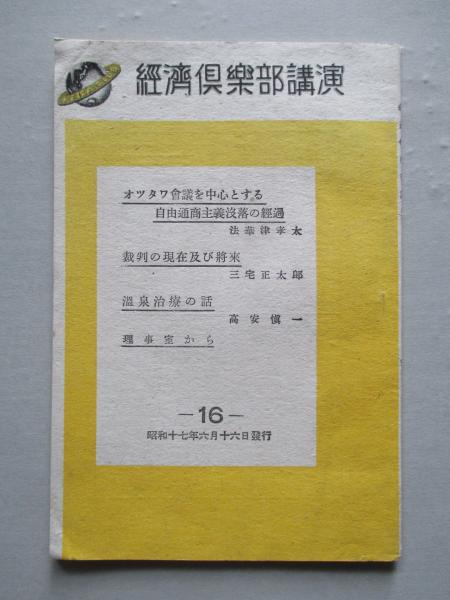 經濟倶樂部講演
オツタワ會議を中心とする
自由通商主義沒落の經過
法華津孝太
裁判の現在及び將來
三宅正太郎
溫泉治療の話
高安愼一
理事室から
—16—
昭和十七年六月十六日發行